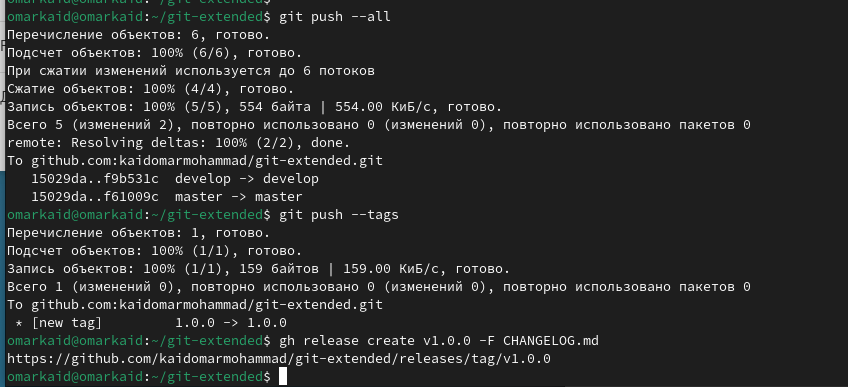 omarkaid@omarkaid:~/git-extended$ git push --all
Перечисление объектов: 6, готово.
Подсчет объектов: 100% (6/6), готово.
При сжатии изменений используется до 6 потоков
Сжатие объектов: 100% (4/4), готово.
Запись объектов: 100% (5/5), 554 байта | 554.00 КиБ/с, готово.
Всего 5 (изменений 2), повторно использовано 0 (изменений 0), повторно использовано пакетов 0
remote: Resolving deltas: 100% (2/2), done.
To github.com:kaidomarmohammad/git-extended.git
   15029da..f9b531c  develop -> develop
   15029da..f61009c  master -> master
omarkaid@omarkaid:~/git-extended$ git push --tags
Перечисление объектов: 1, готово.
Подсчет объектов: 100% (1/1), готово.
Запись объектов: 100% (1/1), 159 байтов | 159.00 КиБ/с, готово.
Всего 1 (изменений 0), повторно использовано 0 (изменений 0), повторно использовано пакетов 0
To github.com:kaidomarmohammad/git-extended.git
 * [new tag]         1.0.0 -> 1.0.0
omarkaid@omarkaid:~/git-extended$ gh release create v1.0.0 -F CHANGELOG.md
https://github.com/kaidomarmohammad/git-extended/releases/tag/v1.0.0
omarkaid@omarkaid:~/git-extended$